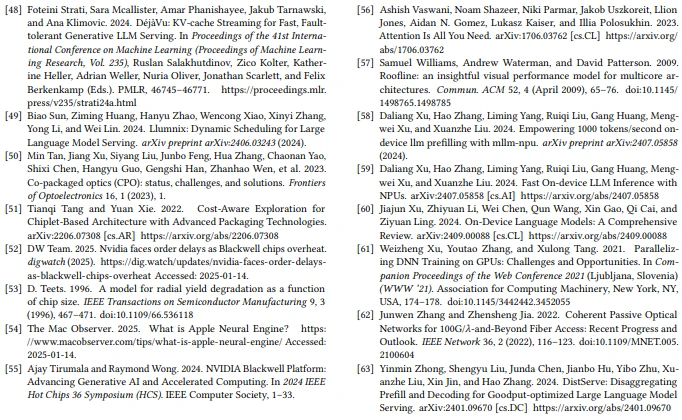 [48] Foteini Strati, Sara Mcallister, Amar Phanishayee, Jakub Tarnawski,
and Ana Klimovic. 2024. DéjàVu: KV-cache Streaming for Fast, Fault-
tolerant Generative LLM Serving. In Proceedings of the 41st Interna-
tional Conference on Machine Learning (Proceedings of Machine Learn-
ing Research, Vol. 235), Ruslan Salakhutdinov, Zico Kolter, Kather-
ine Heller, Adrian Weller, Nuria Oliver, Jonathan Scarlett, and Felix
Berkenkamp (Eds.). PMLR, 46745–46771. https://proceedings.mlr.
press/v235/strati24a.html
[49] Biao Sun, Ziming Huang, Hanyu Zhao, Wencong Xiao, Xinyi Zhang,
Yong Li, and Wei Lin. 2024. Llumnix: Dynamic Scheduling for Large
Language Model Serving. arXiv preprint arXiv:2406.03243 (2024).
[50] Min Tan, Jiang Xu, Siyang Liu, Junbo Feng, Hua Zhang, Chaonan Yao,
Shixi Chen, Hangyu Guo, Gengshi Han, Zhanhao Wen, et al. 2023.
Co-packaged optics (CPO): status, challenges, and solutions. Frontiers
of Optoelectronics 16, 1 (2023), 1.
[51] Tianqi Tang and Yuan Xie. 2022. Cost-Aware Exploration for
Chiplet-Based Architecture with Advanced Packaging Technologies.
arXiv:2206.07308 [cs.AR] https://arxiv.org/abs/2206.07308
[52] DW Team. 2025. Nvidia faces order delays as Blackwell chips overheat.
digwatch (2025). https://dig.watch/updates/nvidia-faces-order-delays-
as-blackwell-chips-overheat Accessed: 2025-01-14.
[53] D. Teets. 1996. A model for radial yield degradation as a function
of chip size. IEEE Transactions on Semiconductor Manufacturing 9, 3
(1996), 467–471. doi:10.1109/66.536118
[54] The Mac Observer. 2025. What is Apple Neural Engine? https:
//www.macobserver.com/tips/what-is-apple-neural-engine/ Accessed:
2025-01-14.
[55] Ajay Tirumala and Raymond Wong. 2024. NVIDIA Blackwell Platform:
Advancing Generative AI and Accelerated Computing. In 2024 IEEE
Hot Chips 36 Symposium (HCS). IEEE Computer Society, 1–33.
[56] Ashish Vaswani, Noam Shazeer, Niki Parmar, Jakob Uszkoreit, Llion
Jones, Aidan N. Gomez, Lukasz Kaiser, and Illia Polosukhin. 2023.
Attention Is All You Need. arXiv:1706.03762 [cs.CL] https://arxiv.org/
abs/1706.03762
[57] Samuel Williams, Andrew Waterman, and David Patterson. 2009.
Roofline: an insightful visual performance model for multicore ar-
chitectures. Commun. ACM 52, 4 (April 2009), 65–76. doi:10.1145/
1498765.1498785
[58] Daliang Xu, Hao Zhang, Liming Yang, Ruiqi Liu, Gang Huang, Meng-
wei Xu, and Xuanzhe Liu. 2024. Empowering 1000 tokens/second on-
device llm prefilling with mllm-npu. arXiv preprint arXiv:2407.05858
(2024).
[59] Daliang Xu, Hao Zhang, Liming Yang, Ruiqi Liu, Gang Huang, Meng-
wei Xu, and Xuanzhe Liu. 2024. Fast On-device LLM Inference with
NPUs. arXiv:2407.05858 [cs.AI] https://arxiv.org/abs/2407.05858
[60] Jiajun Xu, Zhiyuan Li, Wei Chen, Qun Wang, Xin Gao, Qi Cai, and
Ziyuan Ling. 2024. On-Device Language Models: A Comprehensive
Review. arXiv:2409.00088 [cs.CL] https://arxiv.org/abs/2409.00088
[61] Weizheng Xu, Youtao Zhang, and Xulong Tang. 2021. Paralleliz-
ing DNN Training on GPUs: Challenges and Opportunities. In Com-
panion Proceedings of the Web Conference 2021 (Ljubljana, Slovenia)
(WWW '21). Association for Computing Machinery, New York, NY,
USA, 174–178. doi:10.1145/3442442.3452055
[62] Junwen Zhang and Zhensheng Jia. 2022. Coherent Passive Optical
Networks for 100G/λ-and-Beyond Fiber Access: Recent Progress and
Outlook. IEEE Network 36, 2 (2022), 116–123. doi:10.1109/MNET.005.
2100604
[63] Yinmin Zhong, Shengyu Liu, Junda Chen, Jianbo Hu, Yibo Zhu, Xu-
anzhe Liu, Xin Jin, and Hao Zhang. 2024. DistServe: Disaggregating
Prefill and Decoding for Goodput-optimized Large Language Model
Serving. arXiv:2401.09670 [cs.DC] https://arxiv.org/abs/2401.09670